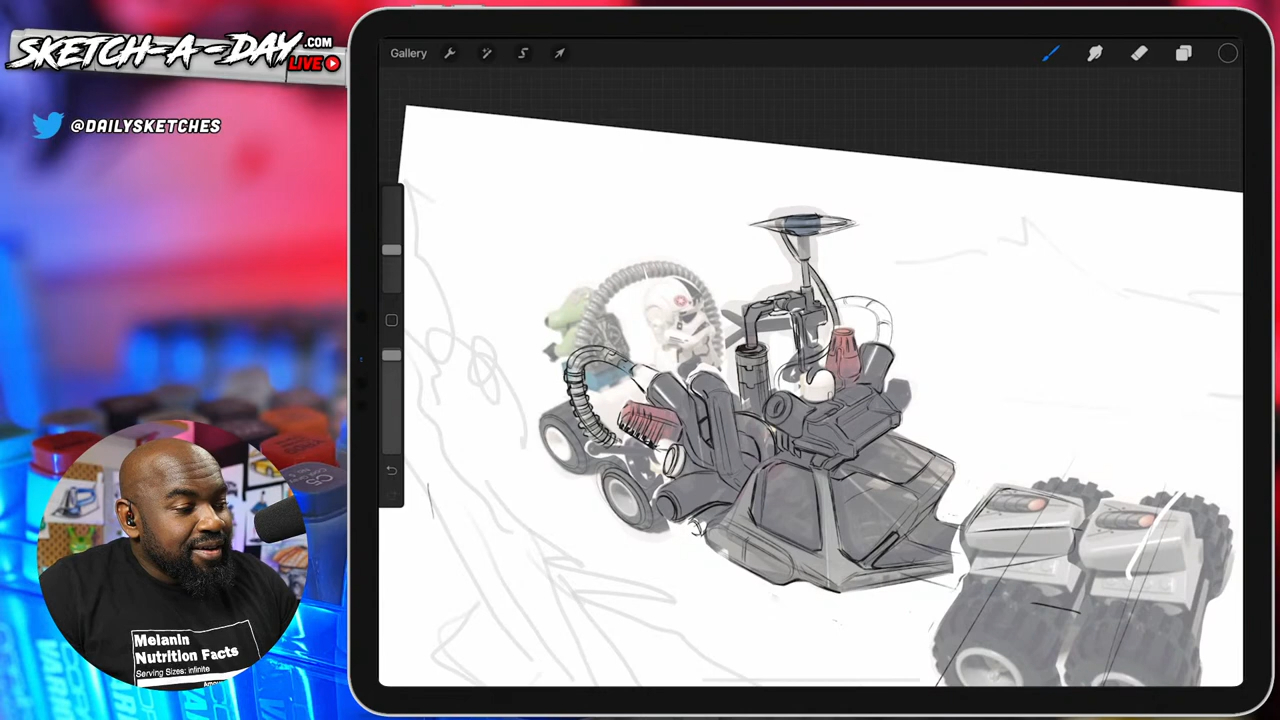 SKETCH-A-DAY.COM
LIVE
@DAILYSKETCHES
Gallery
Melanin
Nutrition Facts
Serving Sizes: infinite